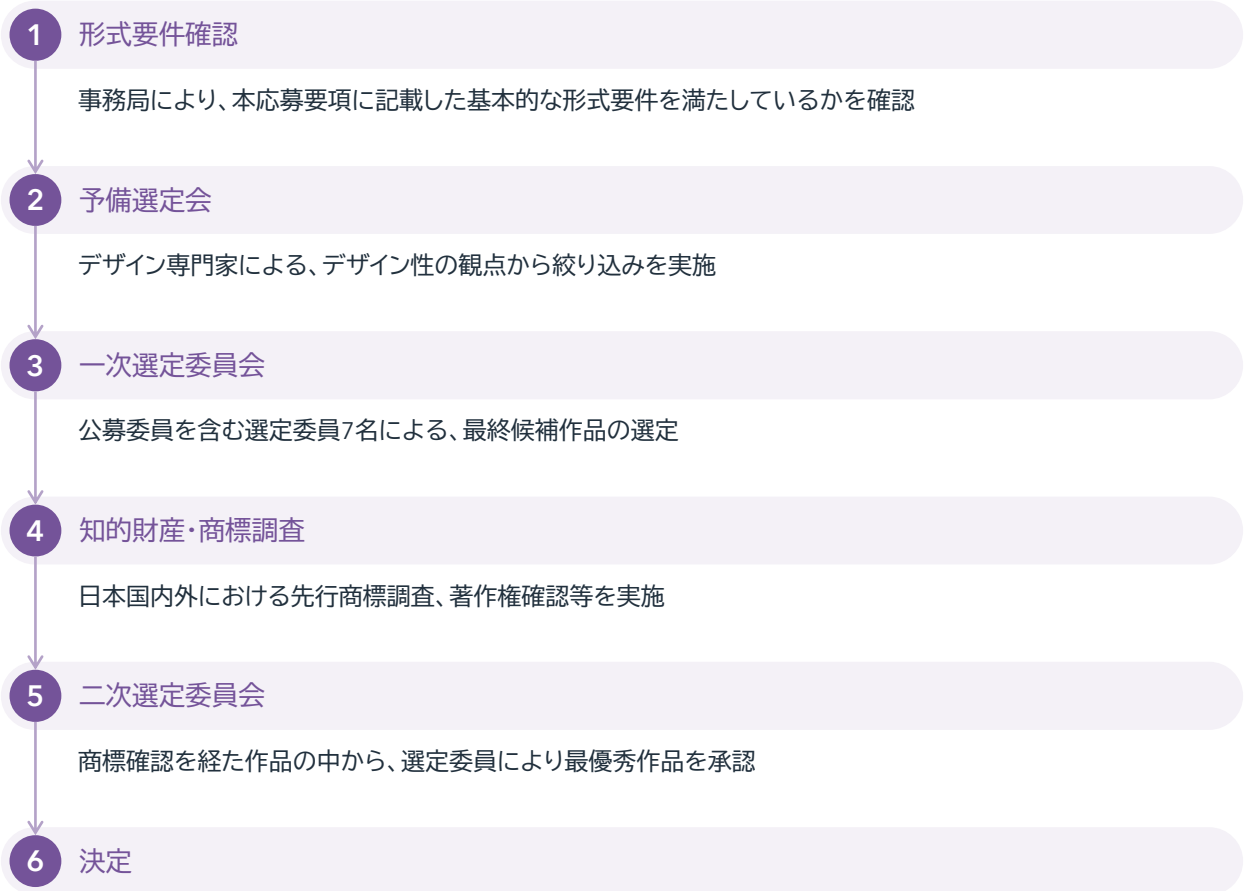 1 形式要件確認
事務局により、本応募要項に記載した基本的な形式要件を満たしているかを確認
2 予備選定会
デザイン専門家による、デザイン性の観点から絞り込みを実施
3 一次選定委員会
公募委員を含む選定委員7名による、最終候補作品の選定
4 知的財産・商標調査
日本国内外における先行商標調査、著作権確認等を実施
5 二次選定委員会
商標確認を経た作品の中から、選定委員により最優秀作品を承認
6 決定